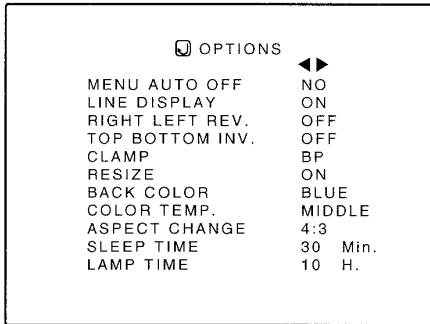 OPTIONS
MENU AUTO OFF NO
LINE DISPLAY ON
RIGHT LEFT REV. OFF
TOP BOTTOM INV. OFF
CLAMP BP
RESIZE ON
BACK COLOR BLUE
COLOR TEMP. MIDDLE
ASPECT CHANGE 4:3
SLEEP TIME 30 Min.
LAMP TIME 10 H.